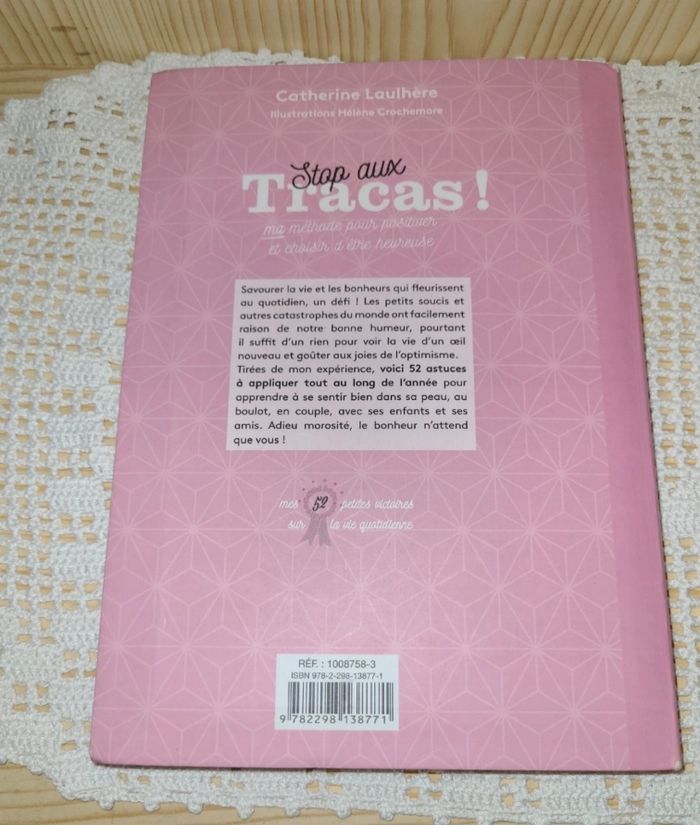 Catherine Laulhère
Illustrations Hélène Crochemore
Stop aux
Tracas !
ma méthode pour positiver
et choisir d'être heureuse
Savourer la vie et les bonheurs qui fleurissent
au quotidien, un défi ! Les petits soucis et
autres catastrophes du monde ont facilement
raison de notre bonne humeur, pourtant
il suffit d'un rien pour voir la vie d'un œil
nouveau et goûter aux joies de l'optimisme.
Tirées de mon expérience, voici 52 astuces
à appliquer tout au long de l'année pour
apprendre à se sentir bien dans sa peau, au
boulot, en couple, avec ses enfants et ses
amis. Adieu morosité, le bonheur n'attend
que vous !
mes 52 petites victoires
sur la vie quotidienne
RÉF. : 1008758-3
ISBN 978-2-298-13877-1
9 782298 138771